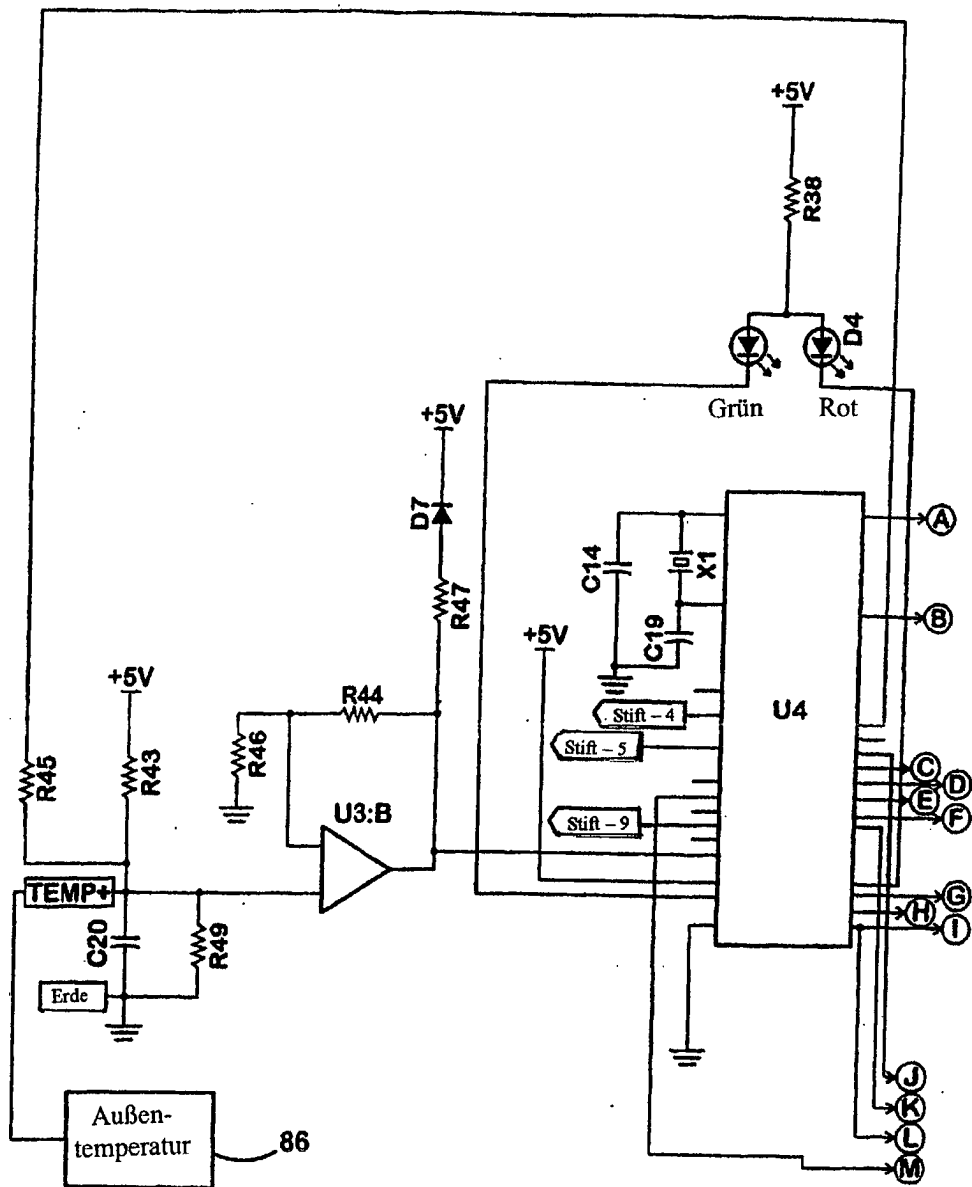 +5V
R38
D4
Grün
Rot
+5V
D7
R47
C14
X1
C19
+5V
A
B
U4
Stift – 4
Stift – 5
Stift – 9
+5V
R44
R46
R45
R43
U3:B
TEMP+
C20
R49
Erde
C
D
E
F
G
H
I
J
K
L
M
Außen-
temperatur
86